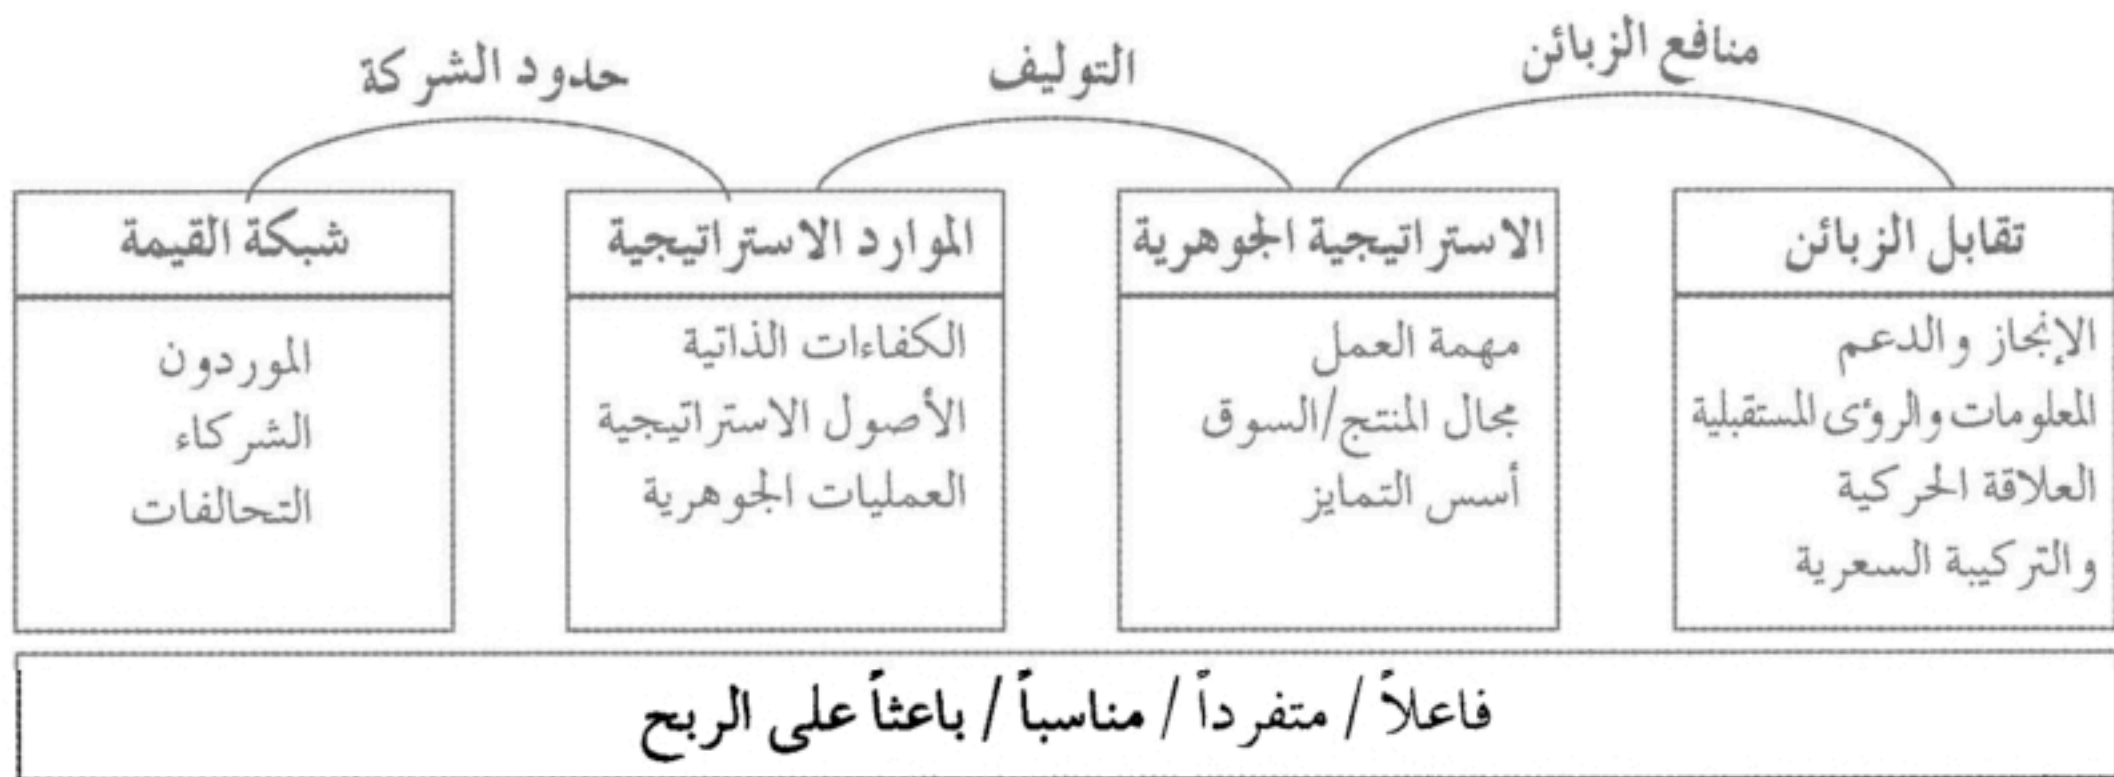 منافع الزبائن
التوليف
حدود الشركة
تقابل الزبائن
الإنجاز والدعم
المعلومات والرؤى المستقبلية
العلاقة الحركية
والتركيبة السعرية
الاستراتيجية الجوهرية
مهمة العمل
مجال المنتج/السوق
أسس التمايز
الموارد الاستراتيجية
الكفاءات الذاتية
الأصول الاستراتيجية
العمليات الجوهرية
شبكة القيمة
الموردون
الشركاء
التحالفات
فاعلاً / متفرداً / مناسباً / باعثاً على الربح